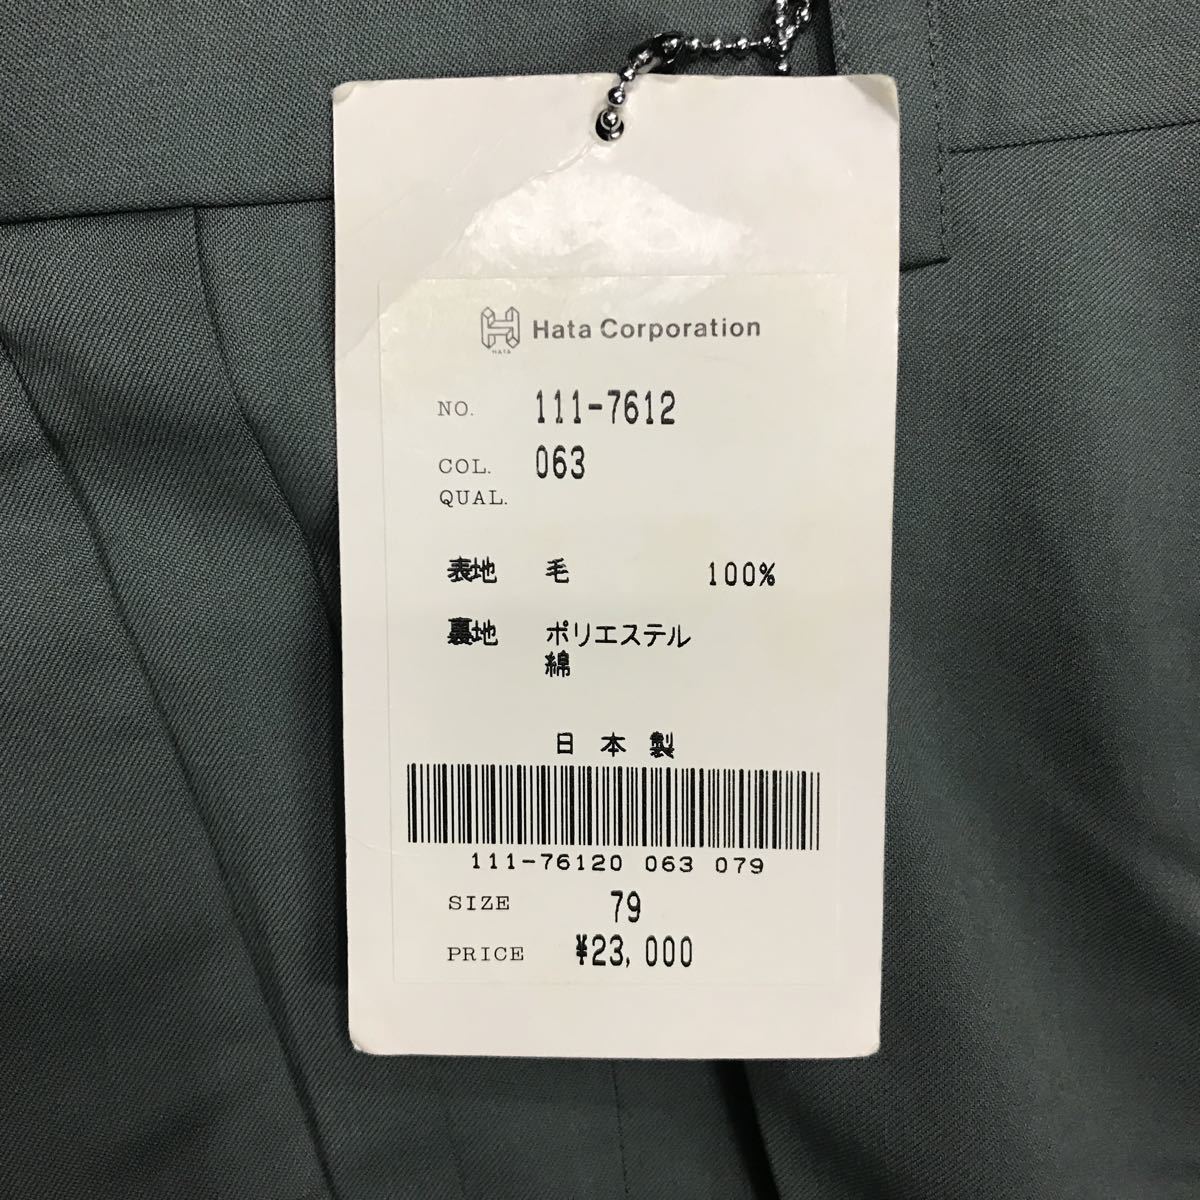 HATA Hata Corporation
NO. 111-7612
COL. 063
QUAL.
表地 毛 100%
裏地 ポリエステル
綿
日本製
111-76120 063 079
SIZE 79
PRICE ¥23,000